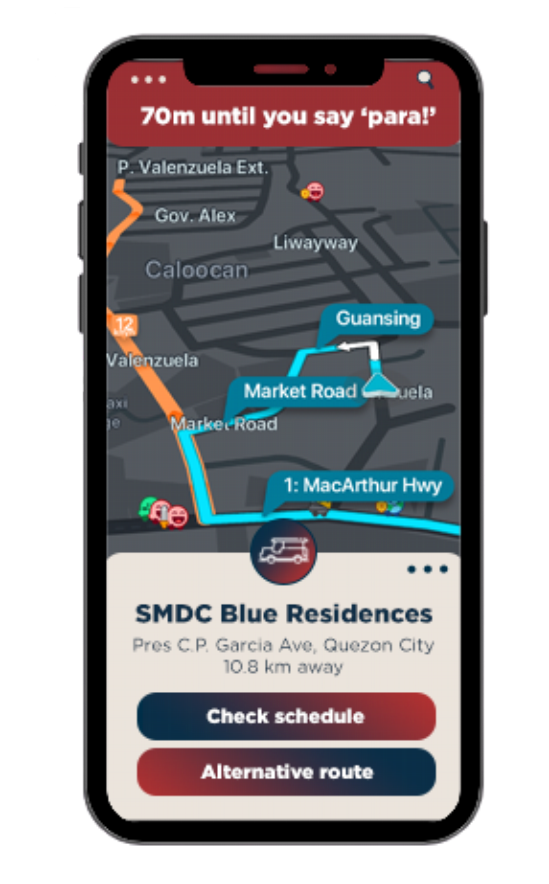 70m until you say ‘para!’
P. Valenzuela Ext.
Gov. Alex
Liwayway
Caloocan
Guansing
12
Valenzuela
Market Road
uela
axi
ge
Market Road
1: MacArthur Hwy
SMDC Blue Residences
Pres C.P. Garcia Ave, Quezon City
10.8 km away
Check schedule
Alternative route